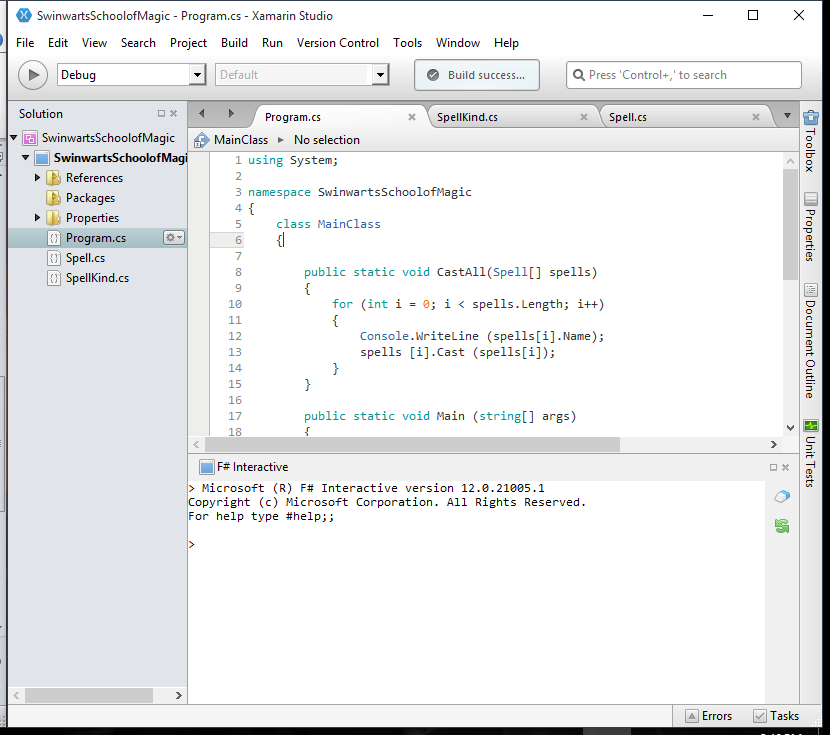 SwinwartsSchoolofMagic - Program.cs - Xamarin Studio
File Edit View Search Project Build Run Version Control Tools Window Help
Debug Default Build success... Press 'Control+,' to search
Solution
SwinwartsSchoolofMagic
SwinwartsSchoolofMagi
References
Packages
Properties
Program.cs
Spell.cs
SpellKind.cs
Program.cs SpellKind.cs Spell.cs
MainClass No selection
1 using System;
2
3 namespace SwinwartsSchoolofMagic
4 {
5 class MainClass
6 {
7
8 public static void CastAll(Spell[] spells)
9 {
10 for (int i = 0; i < spells.Length; i++)
11 {
12 Console.WriteLine (spells[i].Name);
13 spells [i].Cast (spells[i]);
14 }
15 }
16
17 public static void Main (string[] args)
18 {
F# Interactive
> Microsoft (R) F# Interactive version 12.0.21005.1
Copyright (c) Microsoft Corporation. All Rights Reserved.
For help type #help;;
>
Toolbox
Properties
Document Outline
Unit Tests
Errors Tasks